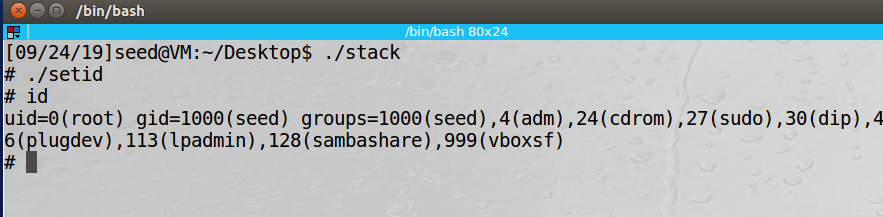 /bin/bash
/bin/bash 80x24
[09/24/19]seed@VM:~/Desktop$ ./stack
# ./setid
# id
uid=0(root) gid=1000(seed) groups=1000(seed),4(adm),24(cdrom),27(sudo),30(dip),4
6(plugdev),113(lpadmin),128(sambashare),999(vboxsf)
#